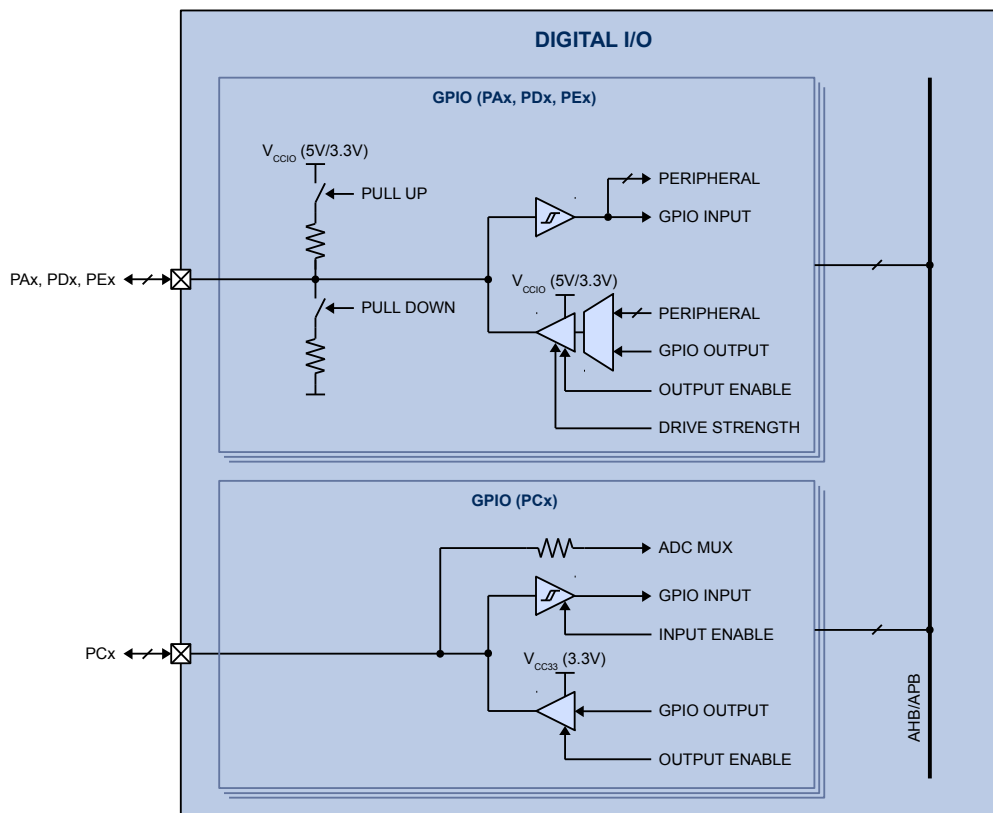 DIGITAL I/O
GPIO (PAx, PDx, PEx)
VCCIO (5V/3.3V)
PULL UP
PERIPHERAL
GPIO INPUT
PAx, PDx, PEx
PULL DOWN
VCCIO (5V/3.3V)
PERIPHERAL
GPIO OUTPUT
OUTPUT ENABLE
DRIVE STRENGTH
GPIO (PCx)
ADC MUX
GPIO INPUT
INPUT ENABLE
PCx
VCC33 (3.3V)
GPIO OUTPUT
OUTPUT ENABLE
AHB/APB